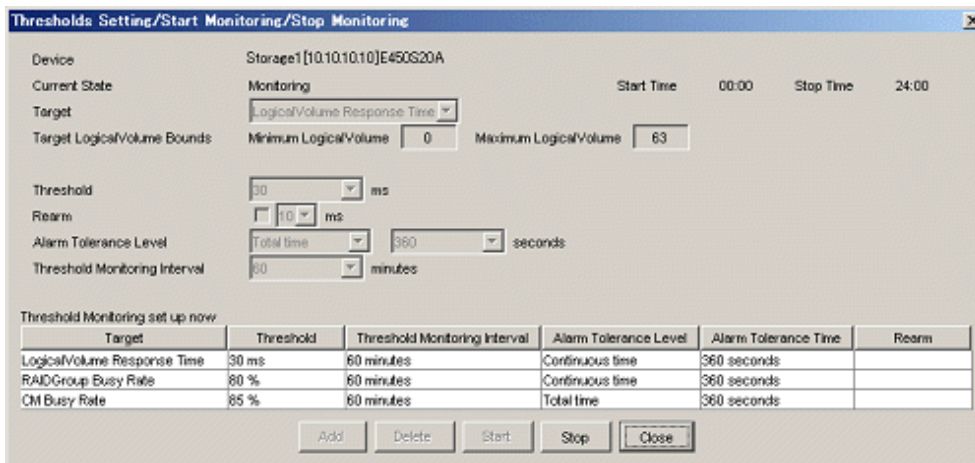 Thresholds Setting/Start Monitoring/Stop Monitoring
Device Storage1[10.10.10.10]E450S20A
Current State Monitoring Start Time 00:00 Stop Time 24:00
Target LogicalVolume Response Time
Target LogicalVolume Bounds Minimum LogicalVolume 0 Maximum LogicalVolume 63
Threshold 30 ms
Rearm 10 ms
Alarm Tolerance Level Total time 360 seconds
Threshold Monitoring Interval 60 minutes
Threshold Monitoring set up now
Target Threshold Threshold Monitoring Interval Alarm Tolerance Level Alarm Tolerance Time Rearm
LogicalVolume Response Time 30 ms 60 minutes Continuous time 360 seconds
RAIDGroup Busy Rate 80 % 60 minutes Continuous time 360 seconds
CM Busy Rate 85 % 60 minutes Total time 360 seconds
Add Delete Start Stop Close